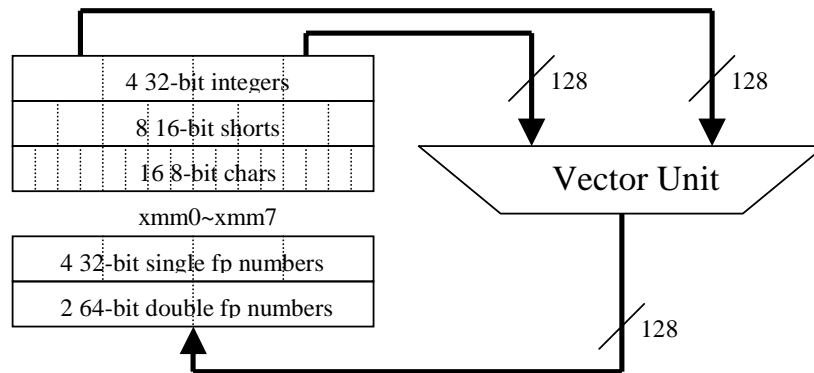 4 32-bit integers
8 16-bit shorts
16 8-bit chars
xmm0~xmm7
4 32-bit single fp numbers
2 64-bit double fp numbers
128
128
Vector Unit
128